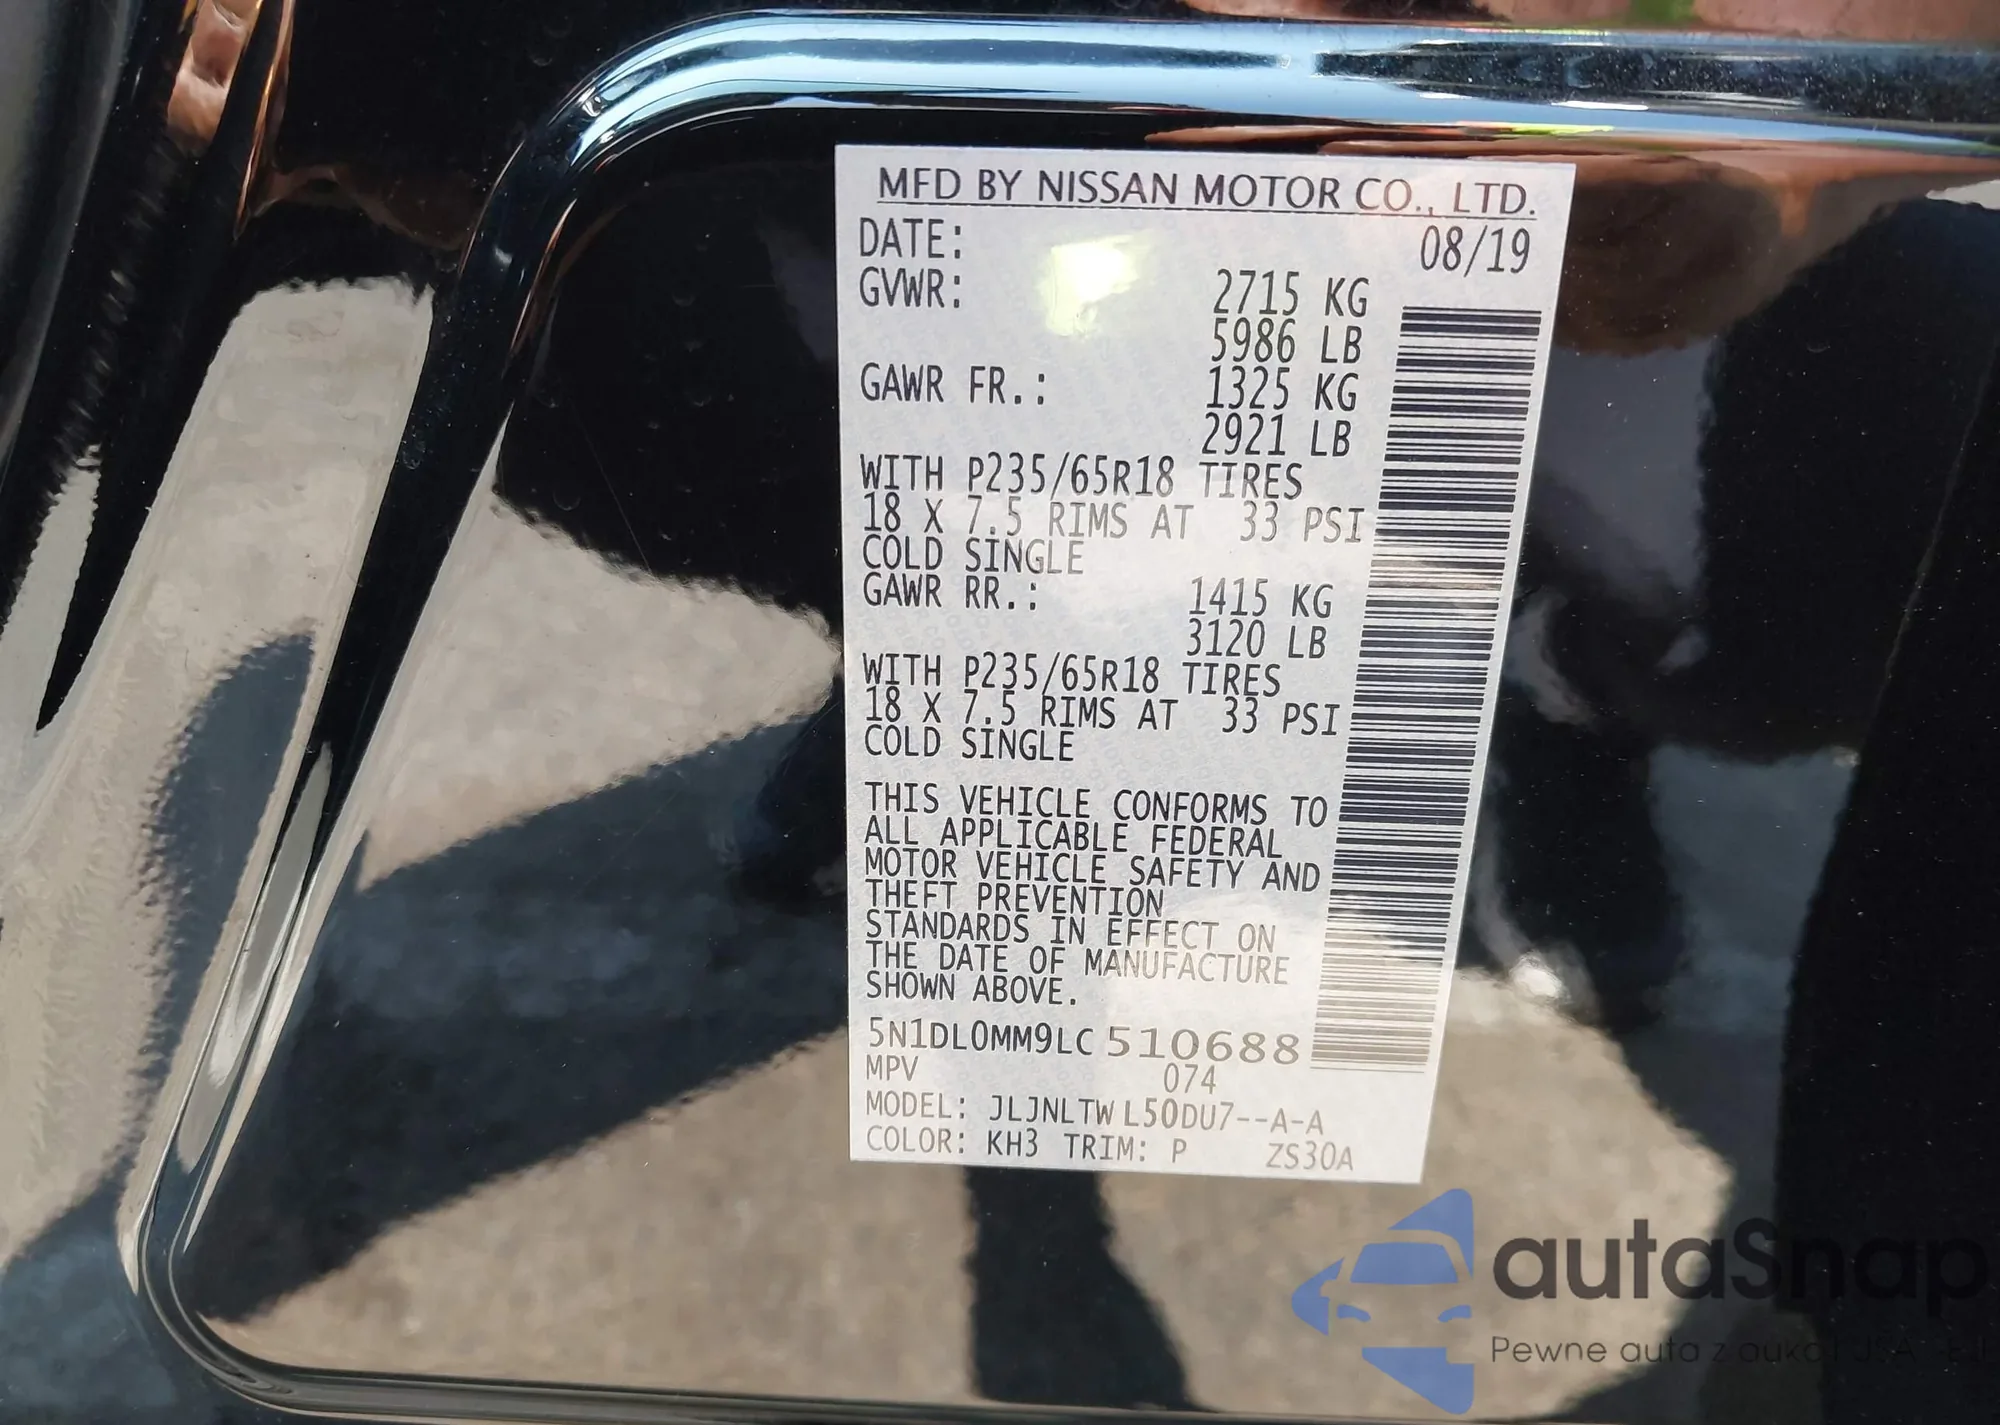 MFD BY NISSAN MOTOR CO., LTD.
DATE: 08/19
GVWR: 2715 KG
5986 LB
GAWR FR.: 1325 KG
2921 LB
WITH P235/65R18 TIRES
18 X 7.5 RIMS AT 33 PSI
COLD SINGLE
GAWR RR.: 1415 KG
3120 LB
WITH P235/65R18 TIRES
18 X 7.5 RIMS AT 33 PSI
COLD SINGLE
THIS VEHICLE CONFORMS TO
ALL APPLICABLE FEDERAL
MOTOR VEHICLE SAFETY AND
THEFT PREVENTION
STANDARDS IN EFFECT ON
THE DATE OF MANUFACTURE
SHOWN ABOVE.
5N1DL0MM9LC 510688
MPV 074
MODEL: JLJNLTW L50DU7--A-A
COLOR: KH3 TRIM: P ZS30A
autaSnap
Pewne auta z